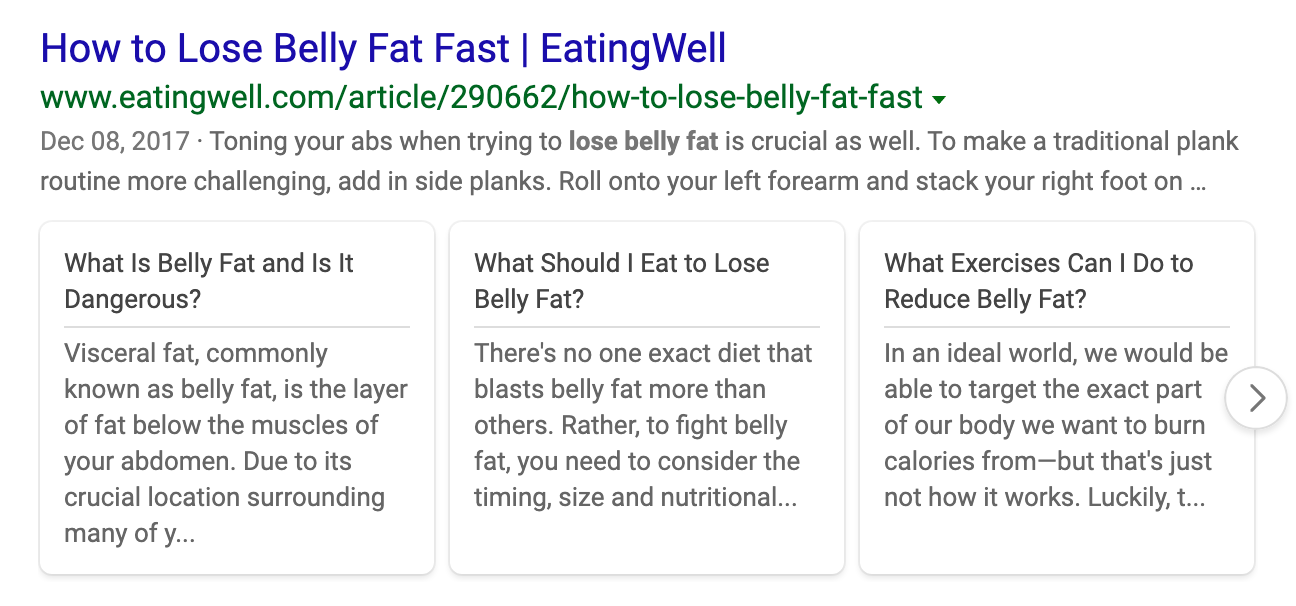 How to Lose Belly Fat Fast | EatingWell
www.eatingwell.com/article/290662/how-to-lose-belly-fat-fast
Dec 08, 2017 · Toning your abs when trying to lose belly fat is crucial as well. To make a traditional plank
routine more challenging, add in side planks. Roll onto your left forearm and stack your right foot on ...
What Is Belly Fat and Is It
Dangerous?
Visceral fat, commonly
known as belly fat, is the layer
of fat below the muscles of
your abdomen. Due to its
crucial location surrounding
many of y...
What Should I Eat to Lose
Belly Fat?
There's no one exact diet that
blasts belly fat more than
others. Rather, to fight belly
fat, you need to consider the
timing, size and nutritional...
What Exercises Can I Do to
Reduce Belly Fat?
In an ideal world, we would be
able to target the exact part
of our body we want to burn
calories from—but that's just
not how it works. Luckily, t...